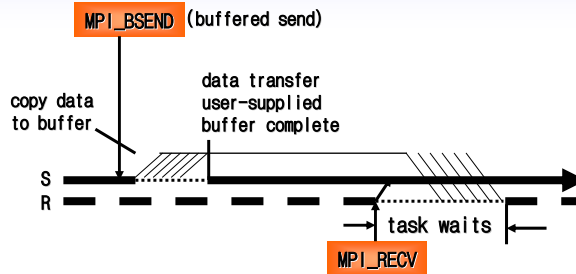 MPI_BSEND (buffered send)
copy data
to buffer
data transfer
user-supplied
buffer complete
S
R
task waits
MPI_RECV